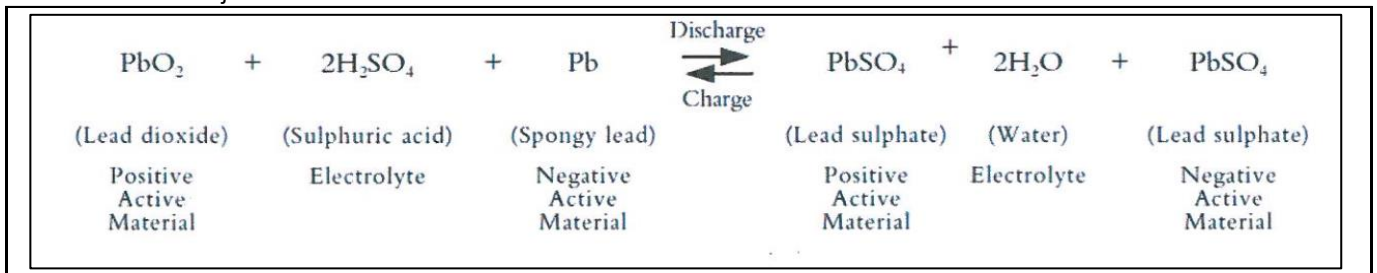 Discharge
PbO₂ + 2H₂SO₄ + Pb PbSO₄ + 2H₂O + PbSO₄
Charge
(Lead dioxide) (Sulphuric acid) (Spongy lead) (Lead sulphate) (Water) (Lead sulphate)
Positive Electrolyte Negative Positive Electrolyte Negative
Active Active Active Active
Material Material Material Material